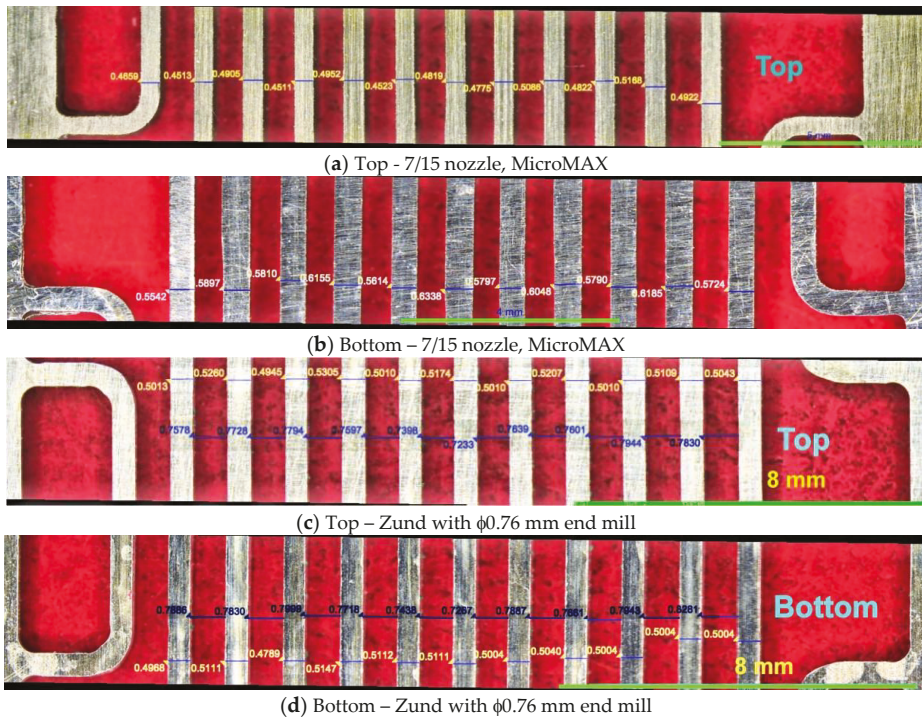 0.4659 0.4513 0.4905 0.4511 0.4952 0.4523 0.4819 0.4775 0.5086 0.4822 0.5168 0.4922
Top
5 mm
(a) Top - 7/15 nozzle, MicroMAX
0.5542 0.5897 0.5810 0.6155 0.5614 0.6338 0.5797 0.6048 0.5790 0.6185 0.5724
4 mm
(b) Bottom – 7/15 nozzle, MicroMAX
0.5013 0.5260 0.4945 0.5305 0.5010 0.5174 0.5010 0.5207 0.5010 0.5109 0.5043
0.7578 0.7728 0.7794 0.7597 0.7398 0.7233 0.7839 0.7601 0.7944 0.7830
Top
8 mm
(c) Top – Zund with ϕ0.76 mm end mill
0.7886 0.7830 0.7718 0.7438 0.7267 0.7943 0.8281
Bottom
0.4968 0.5111 0.4789 0.5147 0.5112 0.5111 0.5004 0.5040 0.5004 0.5004 0.5004
8 mm
(d) Bottom – Zund with ϕ0.76 mm end mill